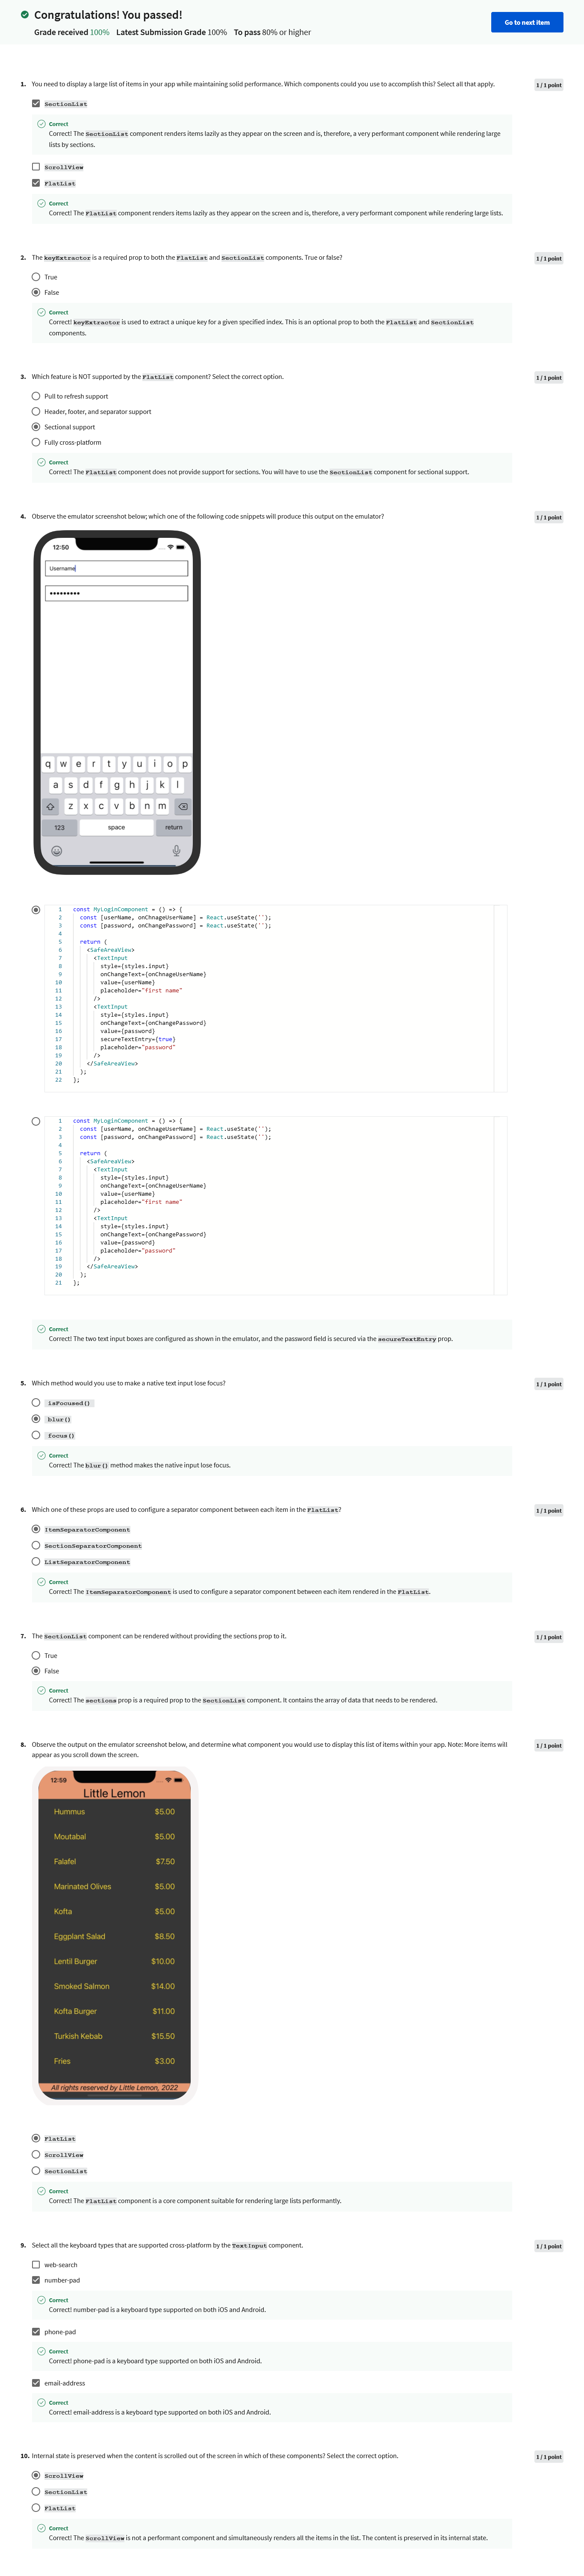 Congratulations! You passed!
Grade received 100% Latest Submission Grade 100% To pass 80% or higher
Go to next item
1. You need to display a large list of items in your app while maintaining solid performance. Which components could you use to accomplish this? Select all that apply.
1 / 1 point
SectionList
Correct
Correct! The SectionList component renders items lazily as they appear on the screen and is, therefore, a very performant component while rendering large
lists by sections.
ScrollView
FlatList
Correct
Correct! The FlatList component renders items lazily as they appear on the screen and is, therefore, a very performant component while rendering large lists.
2. The keyExtractor is a required prop to both the FlatList and SectionList components. True or false?
1 / 1 point
True
False
Correct
Correct! keyExtractor is used to extract a unique key for a given specified index. This is an optional prop to both the FlatList and SectionList
components.
3. Which feature is NOT supported by the FlatList component? Select the correct option.
1 / 1 point
Pull to refresh support
Header, footer, and separator support
Sectional support
Fully cross-platform
Correct
Correct! The FlatList component does not provide support for sections. You will have to use the SectionList component for sectional support.
4. Observe the emulator screenshot below; which one of the following code snippets will produce this output on the emulator?
1 / 1 point
12:50
Username
•••••••••
q w e r t y u i o p
a s d f g h j k l
z x c v b n m
123 space return
1 const MyLoginComponent = () => {
2 const [userName, onChnageUserName] = React.useState('');
3 const [password, onChangePassword] = React.useState('');
4
5 return (
6 <SafeAreaView>
7 <TextInput
8 style={styles.input}
9 onChangeText={onChnageUserName}
10 value={userName}
11 placeholder="first name"
12 />
13 <TextInput
14 style={styles.input}
15 onChangeText={onChangePassword}
16 value={password}
17 secureTextEntry={true}
18 placeholder="password"
19 />
20 </SafeAreaView>
21 );
22 };
1 const MyLoginComponent = () => {
2 const [userName, onChnageUserName] = React.useState('');
3 const [password, onChangePassword] = React.useState('');
4
5 return (
6 <SafeAreaView>
7 <TextInput
8 style={styles.input}
9 onChangeText={onChnageUserName}
10 value={userName}
11 placeholder="first name"
12 />
13 <TextInput
14 style={styles.input}
15 onChangeText={onChangePassword}
16 value={password}
17 placeholder="password"
18 />
19 </SafeAreaView>
20 );
21 };
Correct
Correct! The two text input boxes are configured as shown in the emulator, and the password field is secured via the secureTextEntry prop.
5. Which method would you use to make a native text input lose focus?
1 / 1 point
isFocused()
blur()
focus()
Correct
Correct! The blur() method makes the native input lose focus.
6. Which one of these props are used to configure a separator component between each item in the FlatList?
1 / 1 point
ItemSeparatorComponent
SectionSeparatorComponent
ListSeparatorComponent
Correct
Correct! The ItemSeparatorComponent is used to configure a separator component between each item rendered in the FlatList.
7. The SectionList component can be rendered without providing the sections prop to it.
1 / 1 point
True
False
Correct
Correct! The sections prop is a required prop to the SectionList component. It contains the array of data that needs to be rendered.
8. Observe the output on the emulator screenshot below, and determine what component you would use to display this list of items within your app. Note: More items will
appear as you scroll down the screen.
1 / 1 point
12:59
Little Lemon
Hummus $5.00
Moutabal $5.00
Falafel $7.50
Marinated Olives $5.00
Kofta $5.00
Eggplant Salad $8.50
Lentil Burger $10.00
Smoked Salmon $14.00
Kofta Burger $11.00
Turkish Kebab $15.50
Fries $3.00
All rights reserved by Little Lemon, 2022
FlatList
ScrollView
SectionList
Correct
Correct! The FlatList component is a core component suitable for rendering large lists performantly.
9. Select all the keyboard types that are supported cross-platform by the TextInput component.
1 / 1 point
web-search
number-pad
Correct
Correct! number-pad is a keyboard type supported on both iOS and Android.
phone-pad
Correct
Correct! phone-pad is a keyboard type supported on both iOS and Android.
email-address
Correct
Correct! email-address is a keyboard type supported on both iOS and Android.
10. Internal state is preserved when the content is scrolled out of the screen in which of these components? Select the correct option.
1 / 1 point
ScrollView
SectionList
FlatList
Correct
Correct! The ScrollView is not a performant component and simultaneously renders all the items in the list. The content is preserved in its internal state.